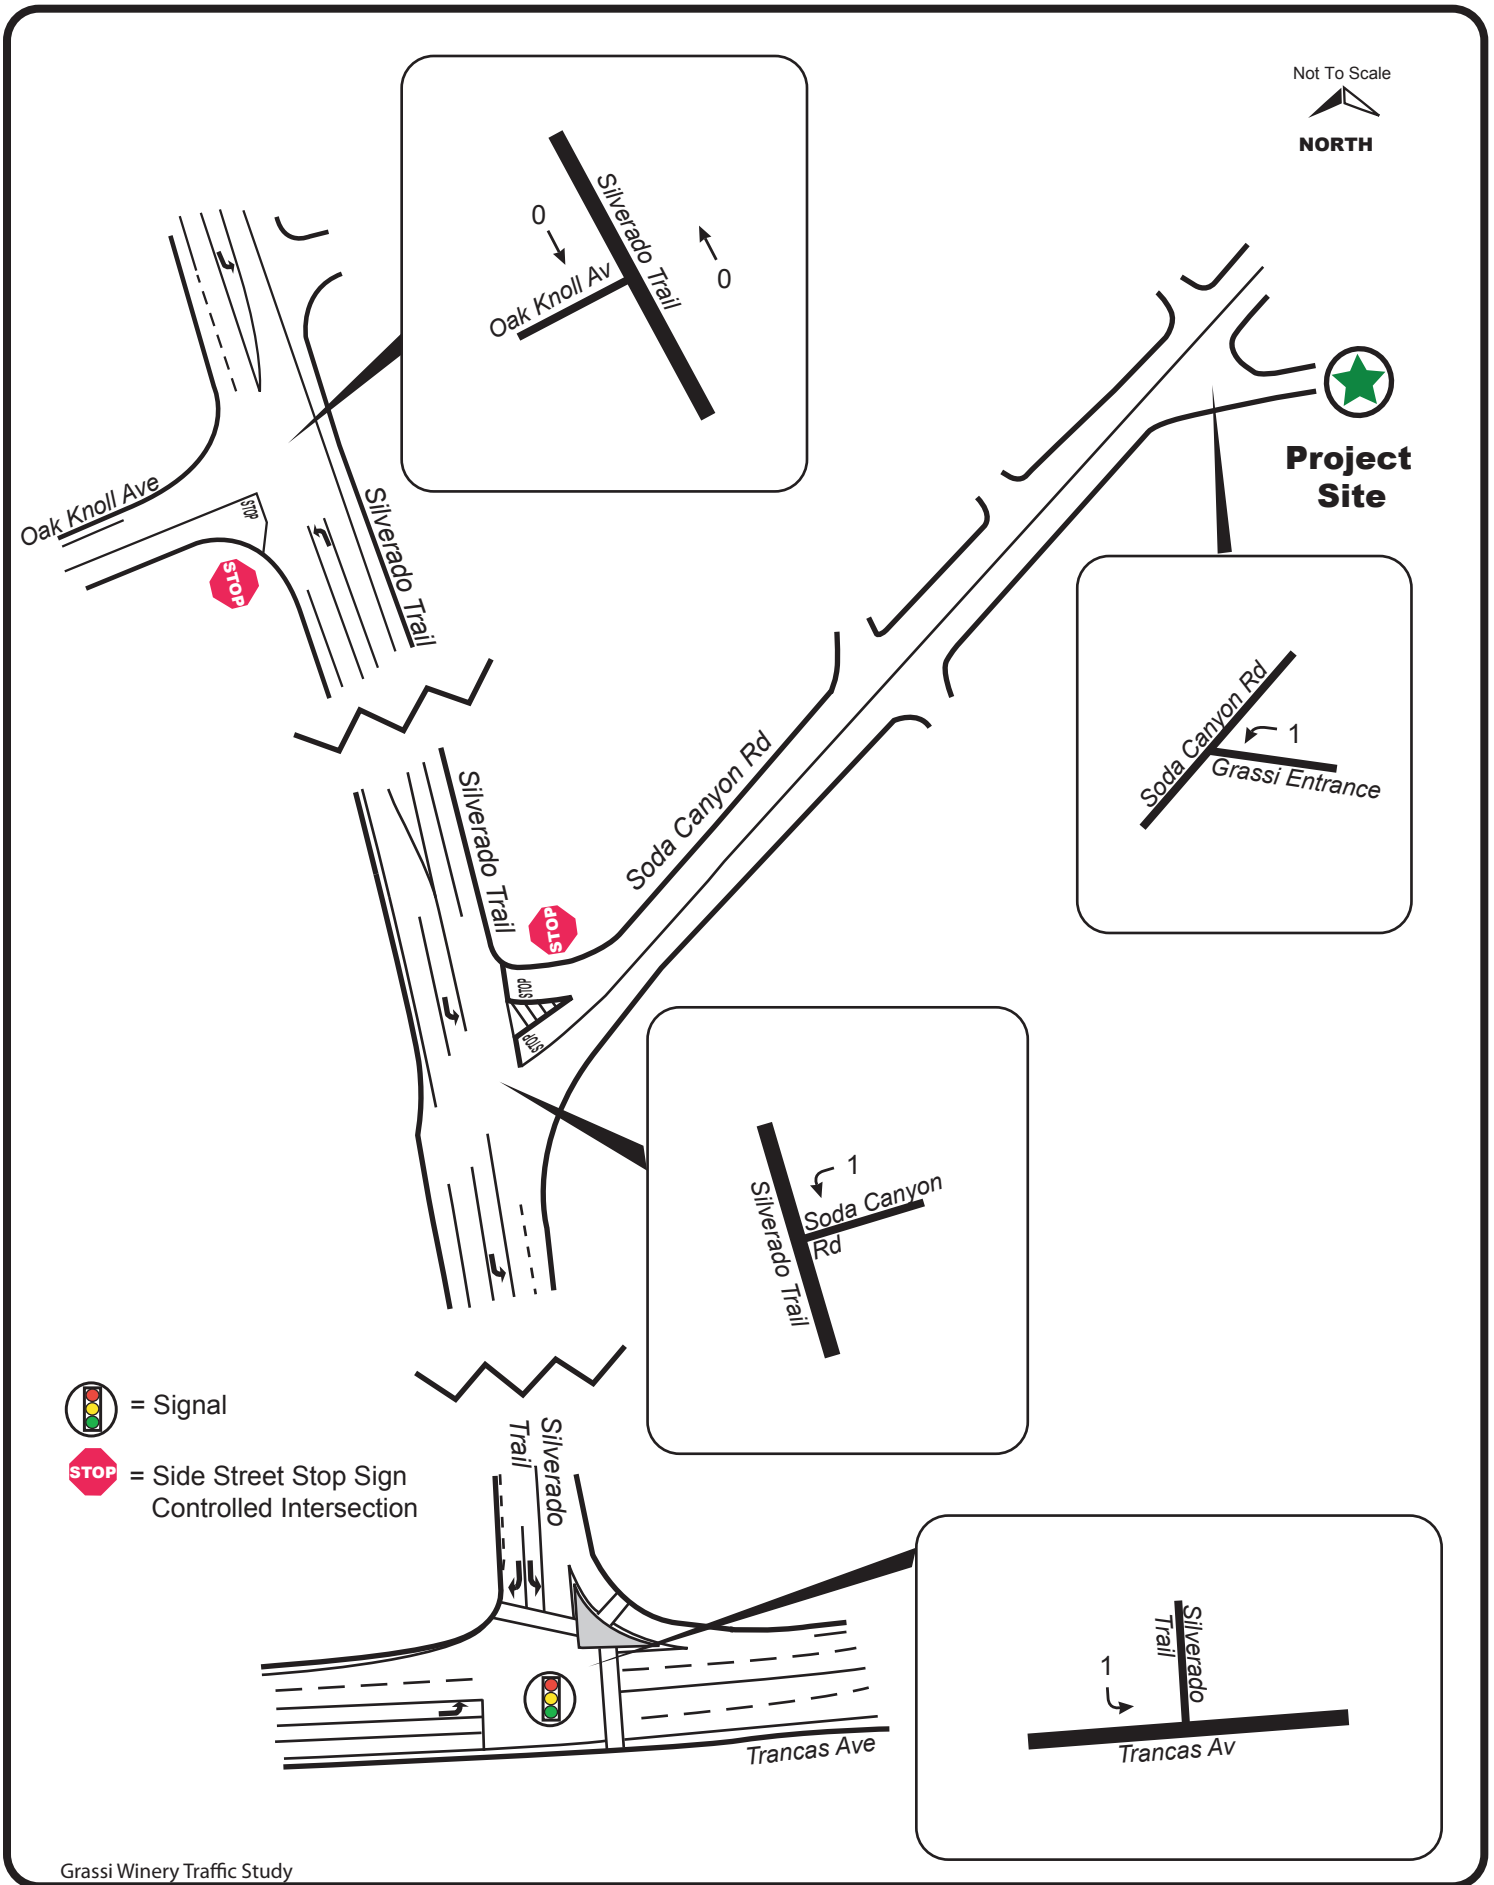 Not To Scale
NORTH
0
Silverado Trail
0
Oak Knoll Av
Oak Knoll Ave
STOP
STOP
Silverado Trail
Project
Site
Soda Canyon Rd
1
Grassi Entrance
Silverado Trail
Soda Canyon Rd
STOP
STOP
STOP
1
Soda Canyon
Rd
Silverado Trail
= Signal
STOP
= Side Street Stop Sign
Controlled Intersection
Silverado
Trail
Trancas Ave
Silverado
Trail
1
Trancas Av
Grassi Winery Traffic Study